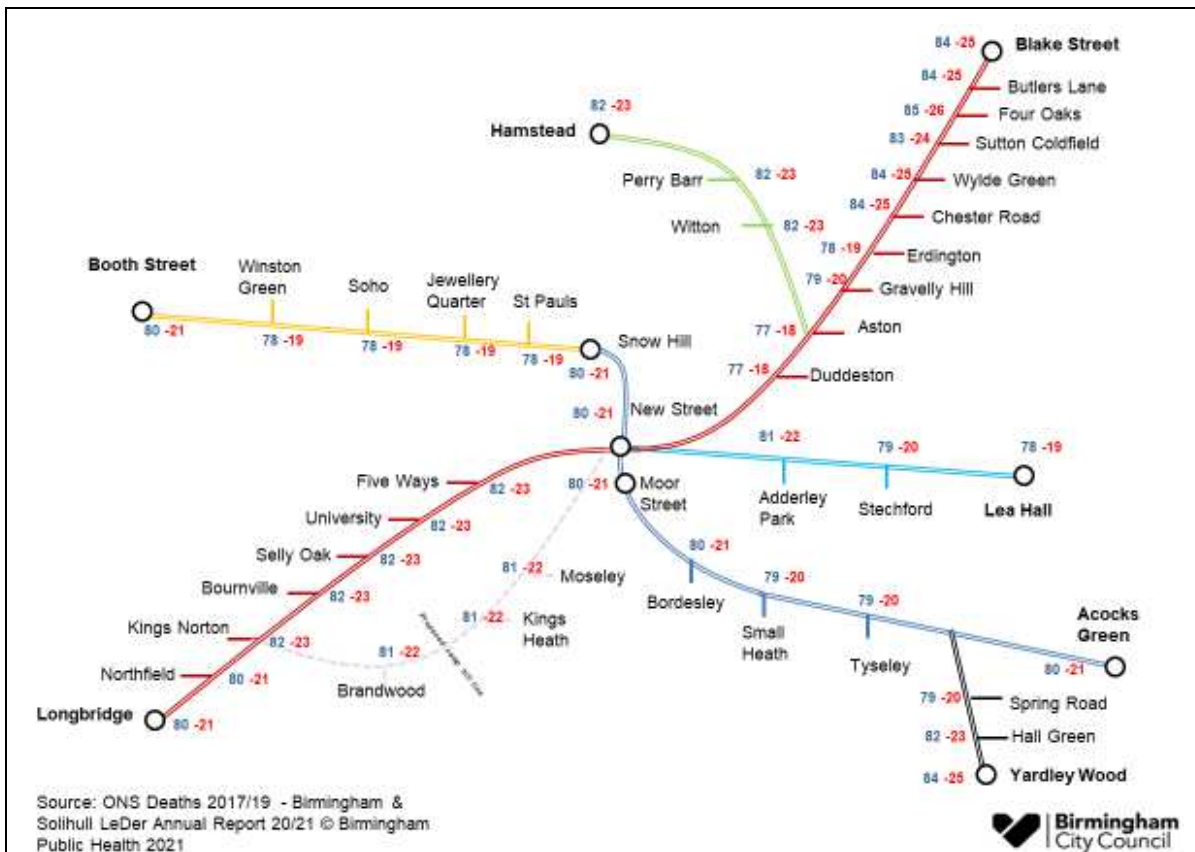 84 -25
Blake Street
84 -25
Butlers Lane
85 -26
Four Oaks
83 -24
Sutton Coldfield
84 -25
Wylde Green
84 -25
Chester Road
78 -19
Erdington
79 -20
Gravelly Hill
77 -18
Aston
77 -18
Duddeston
82 -23
Hamstead
82 -23
Perry Barr
82 -23
Witton
Booth Street
80 -21
Winston
Green
78 -19
Soho
78 -19
Jewellery
Quarter
78 -19
St Pauls
78 -19
Snow Hill
80 -21
New Street
80 -21
Moor
Street
80 -21
81 -22
Adderley
Park
79 -20
Stechford
78 -19
Lea Hall
Five Ways
82 -23
University
82 -23
Selly Oak
82 -23
Bournville
82 -23
Kings Norton
82 -23
Northfield
80 -21
Longbridge
80 -21
81 -22
Moseley
81 -22
Kings
Heath
81 -22
Brandwood
80 -21
Bordesley
79 -20
Small
Heath
79 -20
Tyseley
Acocks
Green
80 -21
79 -20
Spring Road
82 -23
Hall Green
84 -25
Yardley Wood
Source: ONS Deaths 2017/19 - Birmingham &
Solihull LeDer Annual Report 20/21 © Birmingham
Public Health 2021
Birmingham
City Council